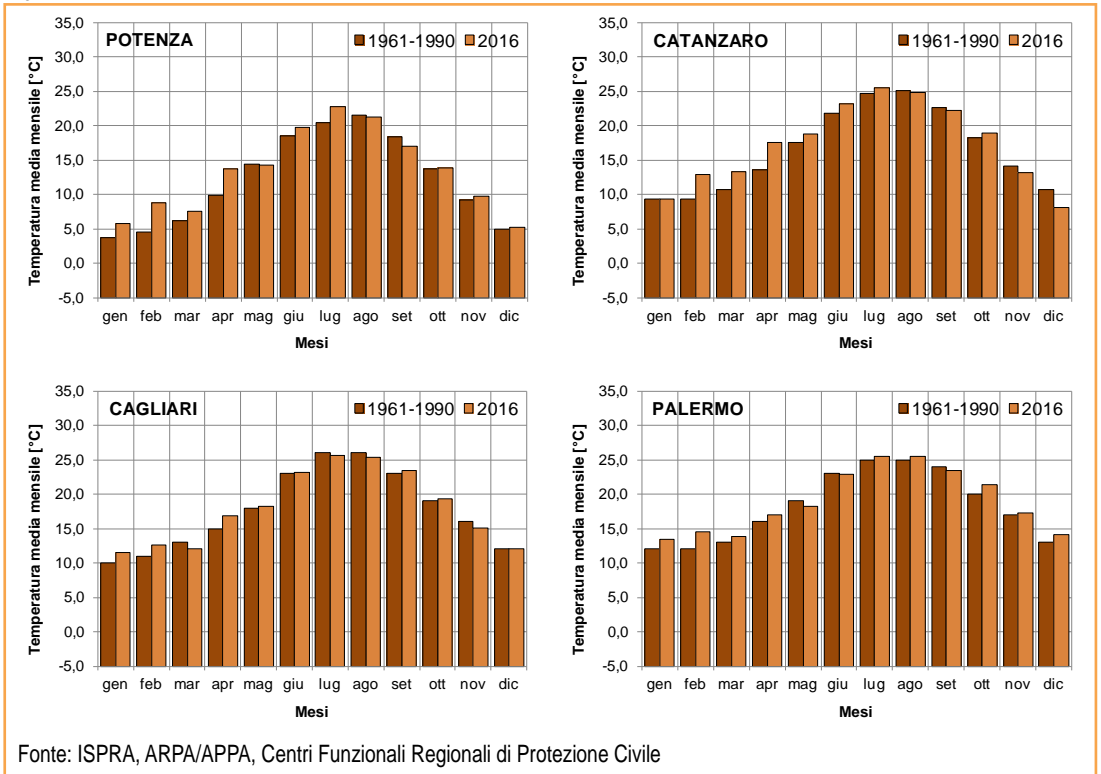 POTENZA
1961-1990 2016
Temperatura media mensile [°C]
35,0
30,0
25,0
20,0
15,0
10,0
5,0
0,0
-5,0
gen feb mar apr mag giu lug ago set ott nov dic
Mesi
CATANZARO
1961-1990 2016
Temperatura media mensile [°C]
35,0
30,0
25,0
20,0
15,0
10,0
5,0
0,0
-5,0
gen feb mar apr mag giu lug ago set ott nov dic
Mesi
CAGLIARI
1961-1990 2016
Temperatura media mensile [°C]
35,0
30,0
25,0
20,0
15,0
10,0
5,0
0,0
-5,0
gen feb mar apr mag giu lug ago set ott nov dic
Mesi
PALERMO
1961-1990 2016
Temperatura media mensile [°C]
35,0
30,0
25,0
20,0
15,0
10,0
5,0
0,0
-5,0
gen feb mar apr mag giu lug ago set ott nov dic
Mesi
Fonte: ISPRA, ARPA/APPA, Centri Funzionali Regionali di Protezione Civile